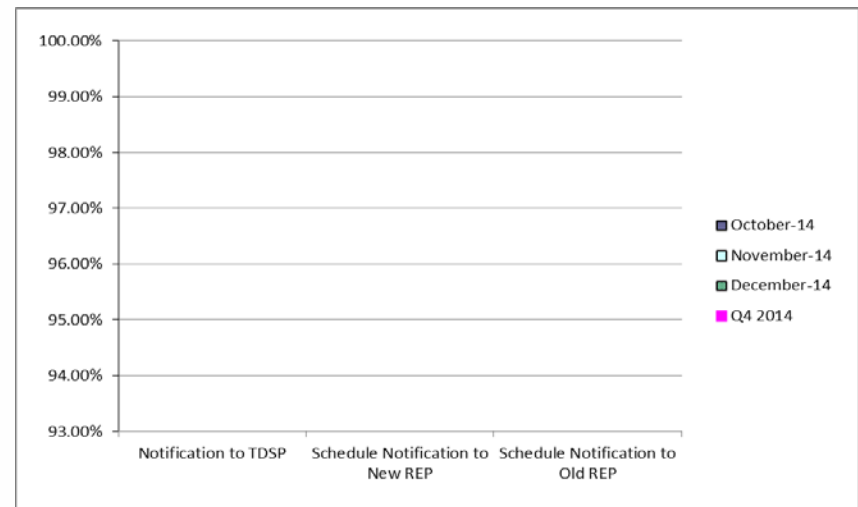 100.00%
99.00%
98.00%
97.00%
96.00%
95.00%
94.00%
93.00%
Notification to TDSP
Schedule Notification to
New REP
Schedule Notification to
Old REP
October-14
November-14
December-14
Q4 2014